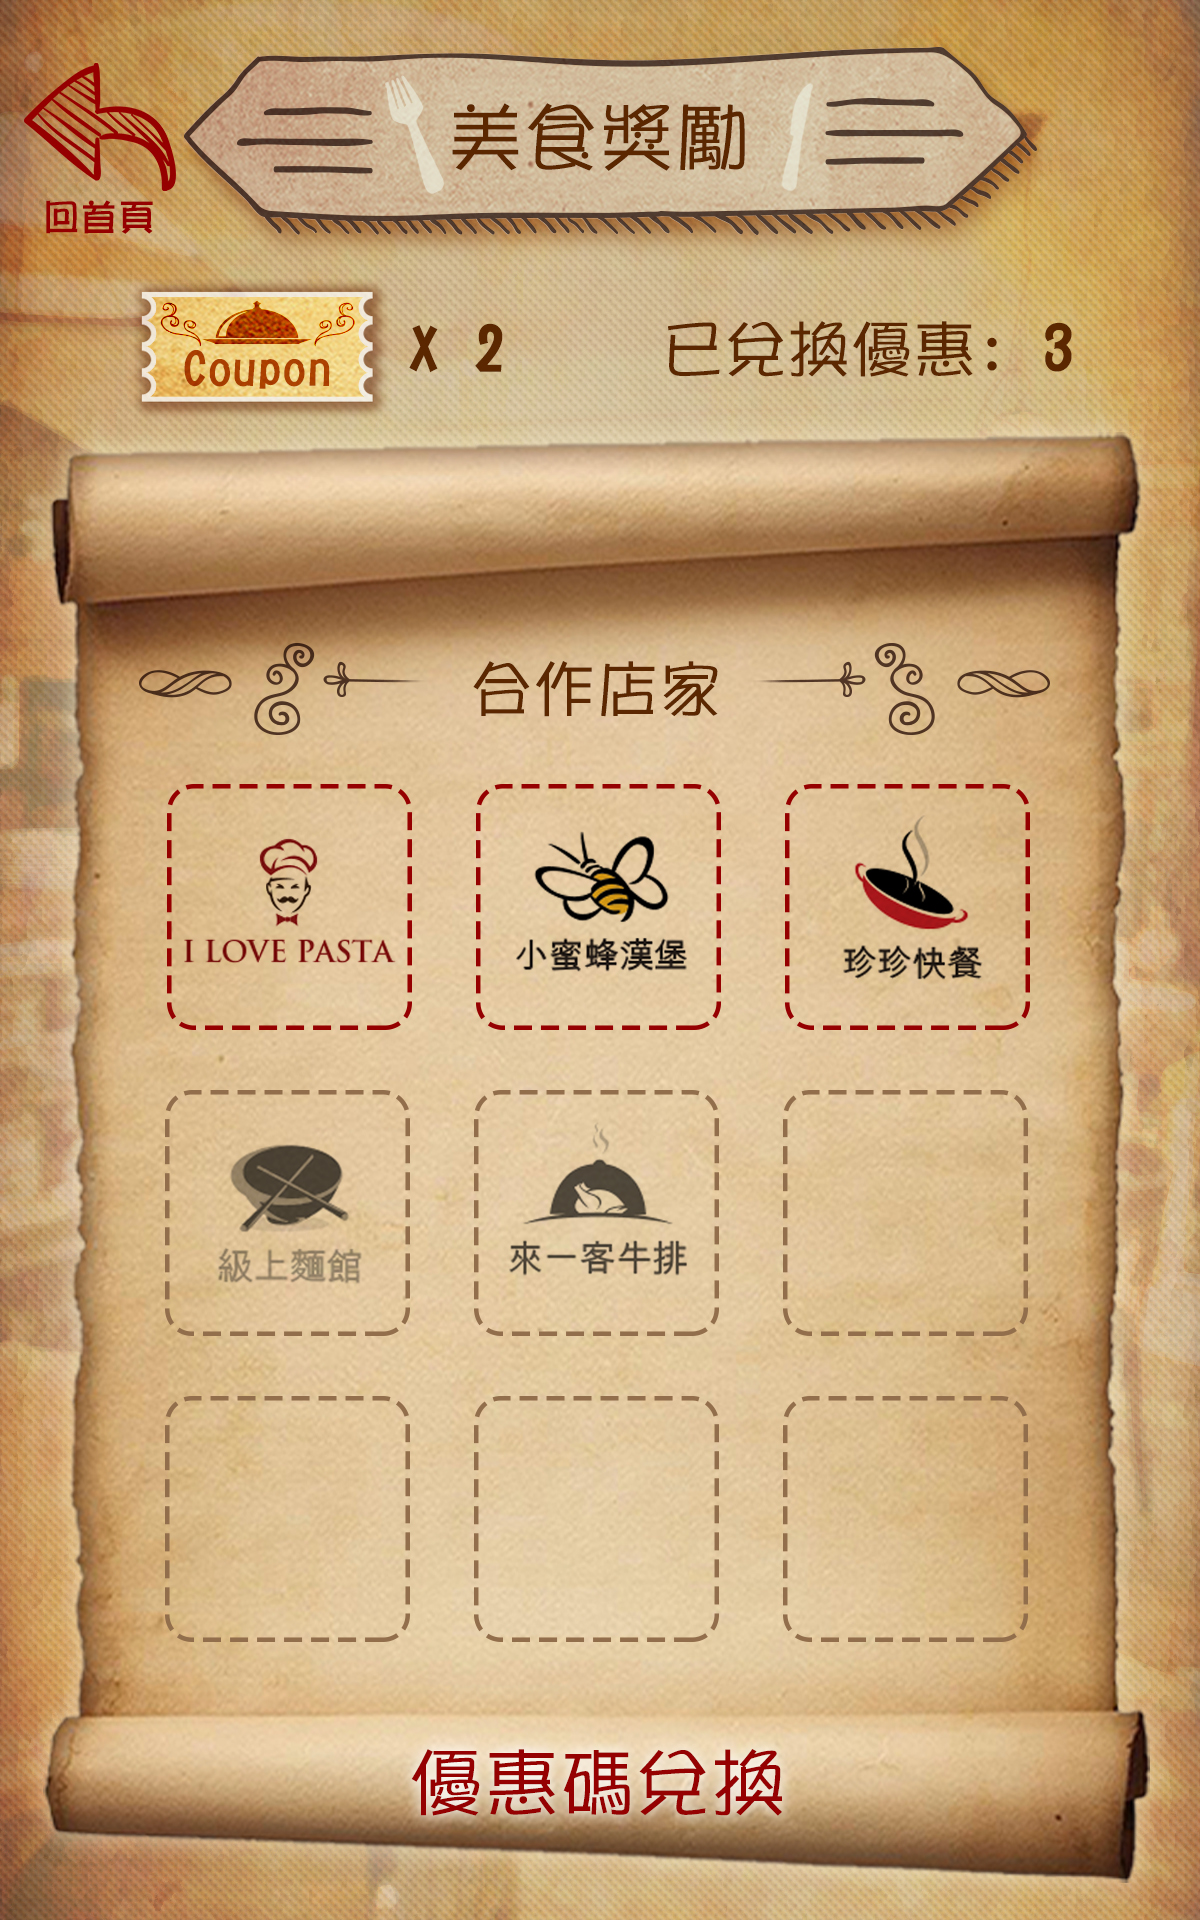 美食獎勵
回首頁
Coupon X 2 已兌換優惠: 3
合作店家
I LOVE PASTA
小蜜蜂漢堡
珍珍快餐
級上麵館
來一客牛排
優惠碼兌換